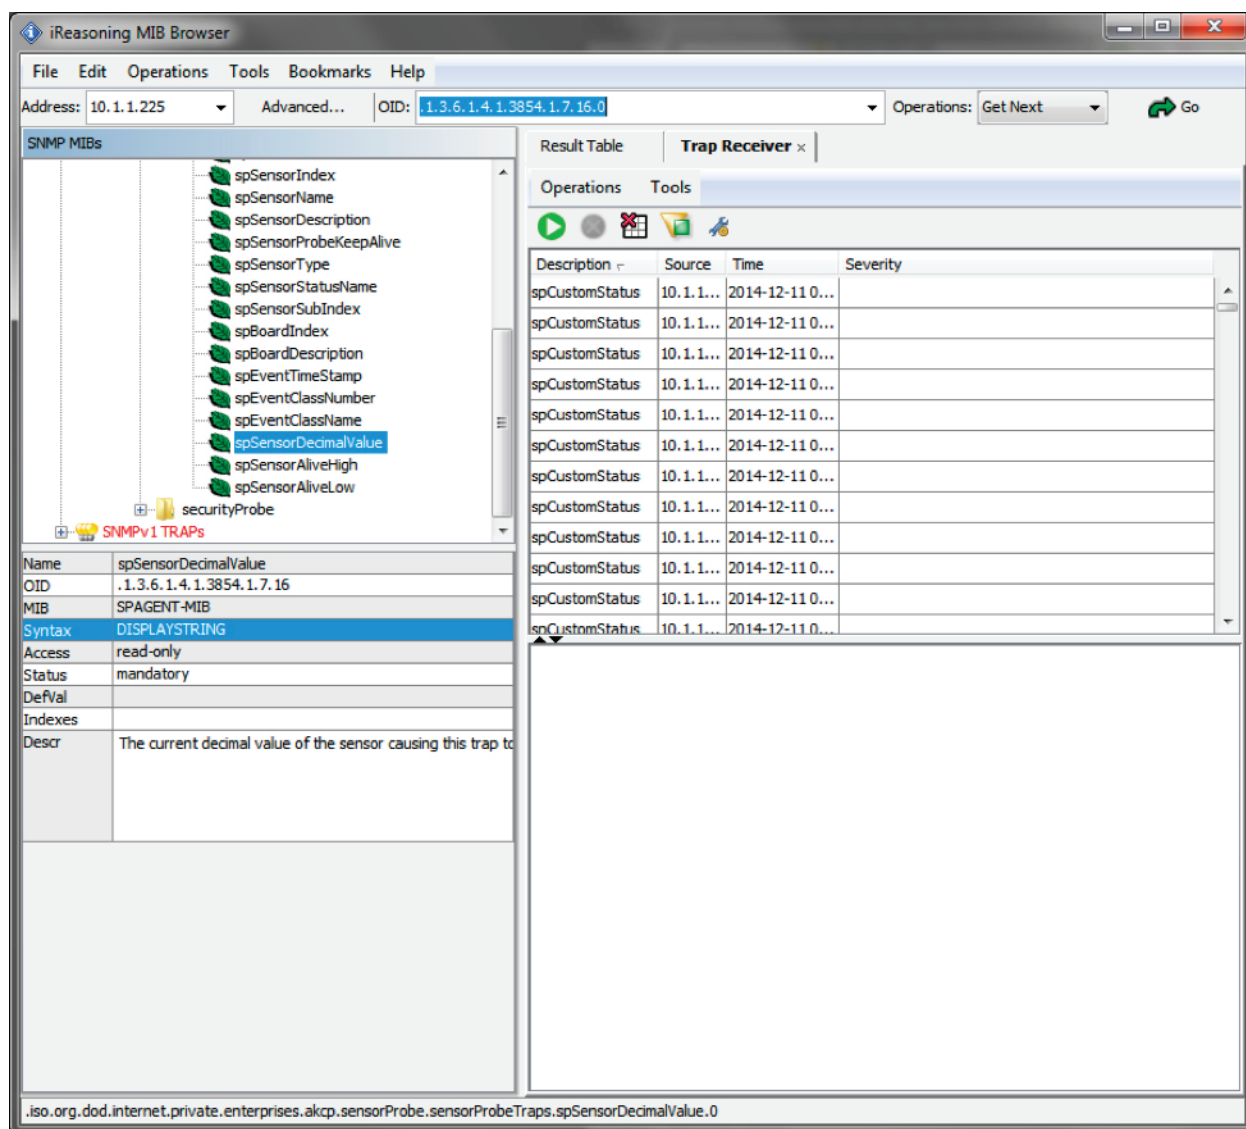 iReasoning MIB Browser
File Edit Operations Tools Bookmarks Help
Address: 10.1.1.225 Advanced... OID: .1.3.6.1.4.1.3854.1.7.16.0 Operations: Get Next Go
SNMP MIBs
spSensorIndex
spSensorName
spSensorDescription
spSensorProbeKeepAlive
spSensorType
spSensorStatusName
spSensorSubIndex
spBoardIndex
spBoardDescription
spEventTimeStamp
spEventClassNumber
spEventClassName
spSensorDecimalValue
spSensorAliveHigh
spSensorAliveLow
securityProbe
SNMPv1 TRAPs
Name spSensorDecimalValue
OID .1.3.6.1.4.1.3854.1.7.16
MIB SPAGENT-MIB
Syntax DISPLAYSTRING
Access read-only
Status mandatory
DefVal
Indexes
Descr The current decimal value of the sensor causing this trap to
Result Table Trap Receiver ×
Operations Tools
Description Source Time Severity
spCustomStatus 10.1.1... 2014-12-11 0...
spCustomStatus 10.1.1... 2014-12-11 0...
spCustomStatus 10.1.1... 2014-12-11 0...
spCustomStatus 10.1.1... 2014-12-11 0...
spCustomStatus 10.1.1... 2014-12-11 0...
spCustomStatus 10.1.1... 2014-12-11 0...
spCustomStatus 10.1.1... 2014-12-11 0...
spCustomStatus 10.1.1... 2014-12-11 0...
spCustomStatus 10.1.1... 2014-12-11 0...
spCustomStatus 10.1.1... 2014-12-11 0...
spCustomStatus 10.1.1... 2014-12-11 0...
spCustomStatus 10.1.1... 2014-12-11 0...
.iso.org.dod.internet.private.enterprises.akcp.sensorProbe.sensorProbeTraps.spSensorDecimalValue.0